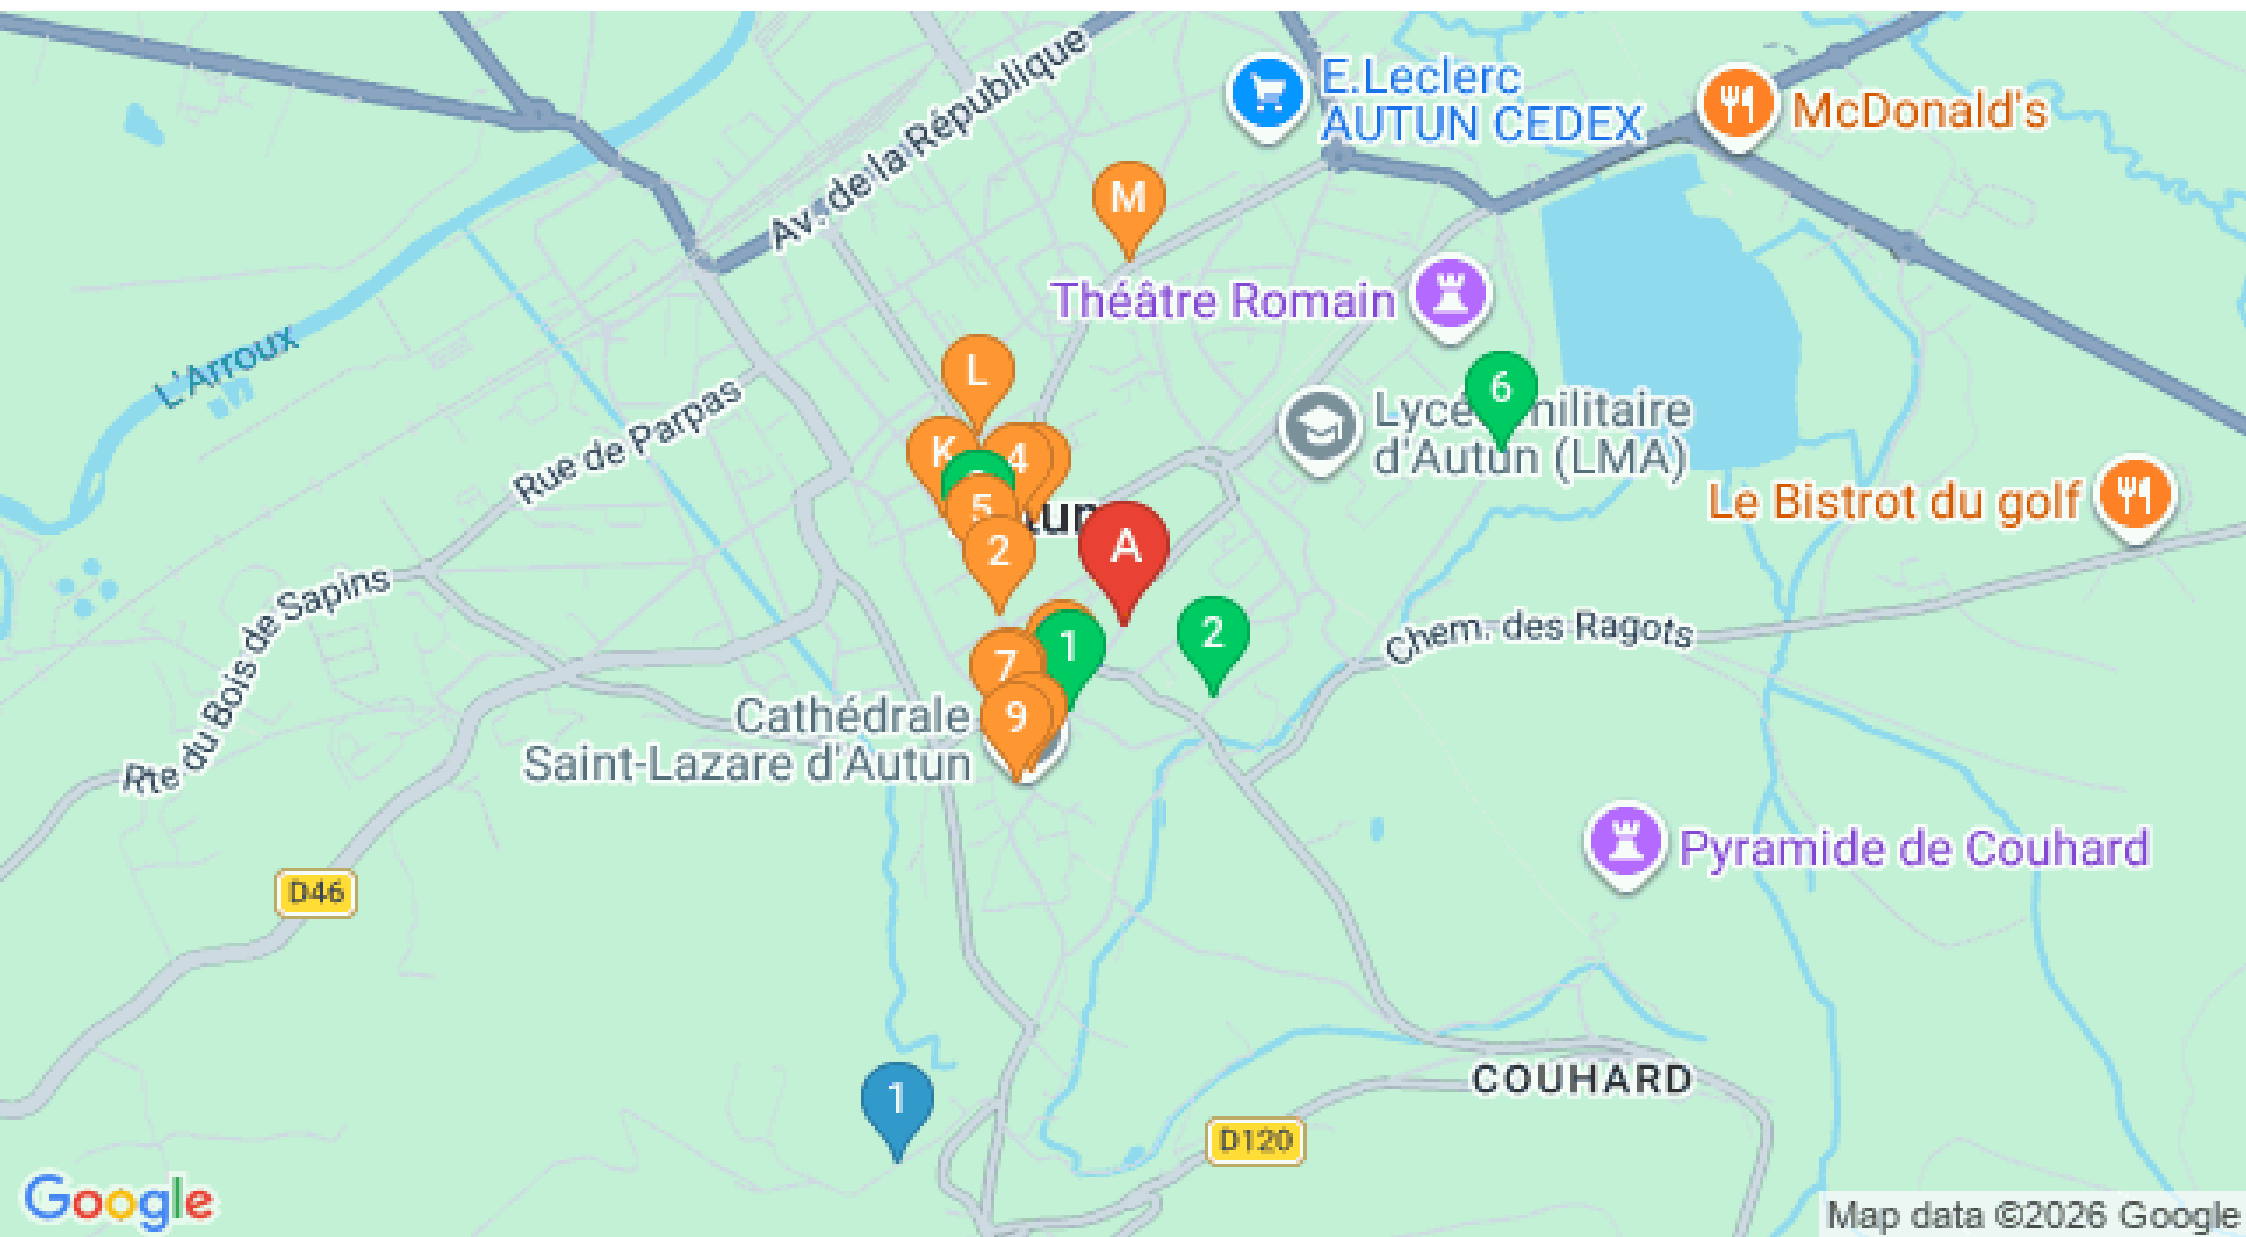 Av. de la République
E.Leclerc
AUTUN CEDEX
McDonald's
M
Théâtre Romain
L'Arroux
L
6
Rue de Parpas
Lycée militaire
d'Autun (LMA)
K
4
5
Le Bistrot du golf
2
A
Rte du Bois de Sapins
1
2
Chem. des Ragots
7
9
Cathédrale
Saint-Lazare d'Autun
Pyramide de Couhard
D46
COUHARD
1
D120
Google
Map data ©2026 Google